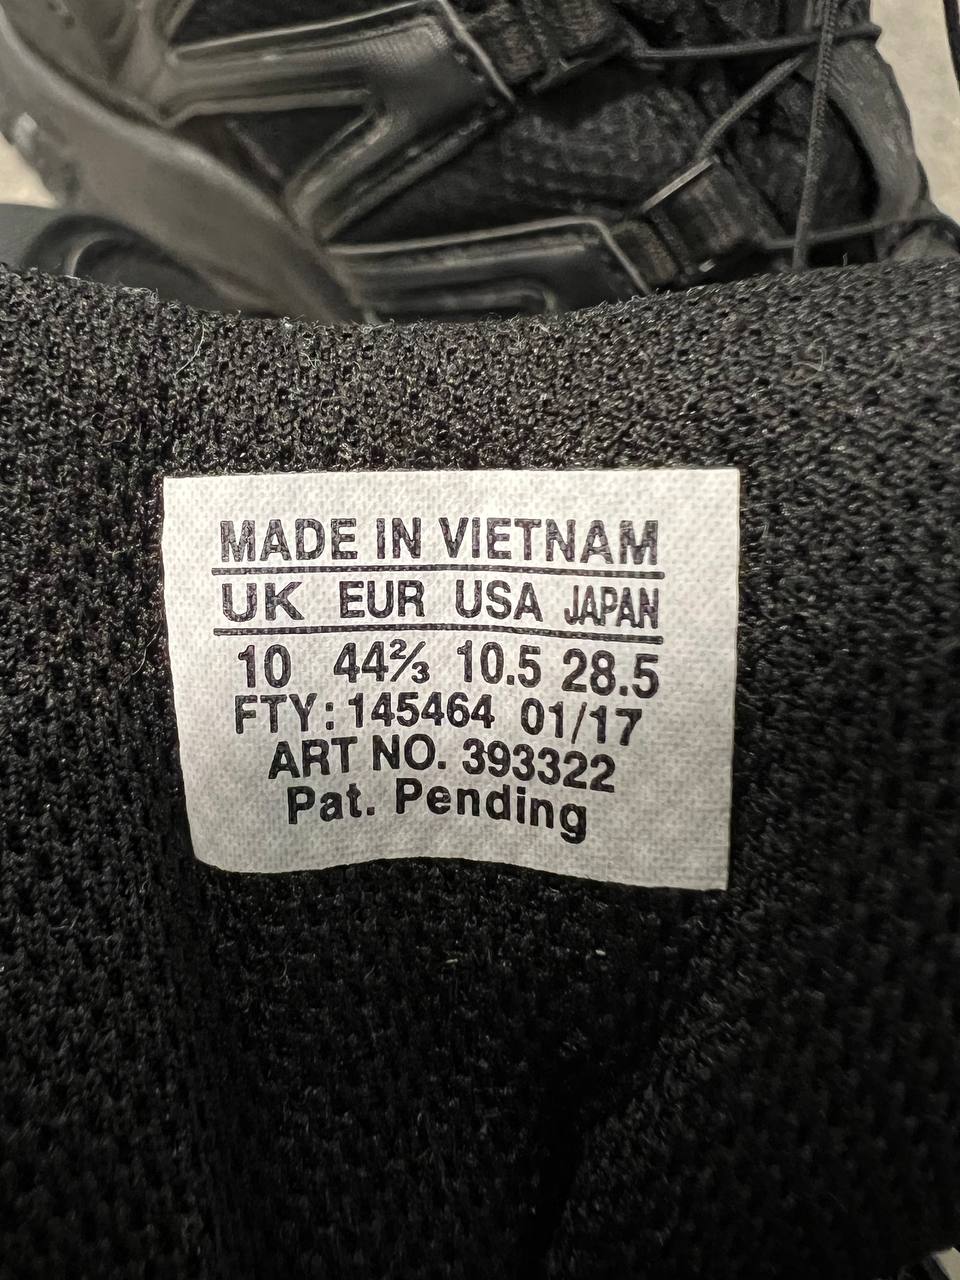 MADE IN VIETNAM
UK EUR USA JAPAN
10 44⅔ 10.5 28.5
FTY: 145464 01/17
ART NO. 393322
Pat. Pending